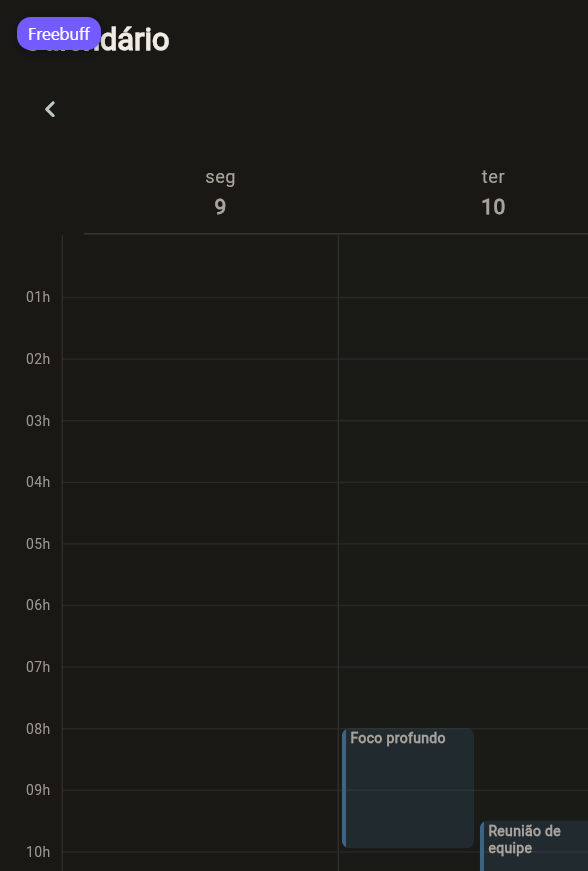 Freebuff
dário
seg
ter
9
10
01h
02h
03h
04h
05h
06h
07h
08h
Foco profundo
09h
Reunião de
equipe
10h